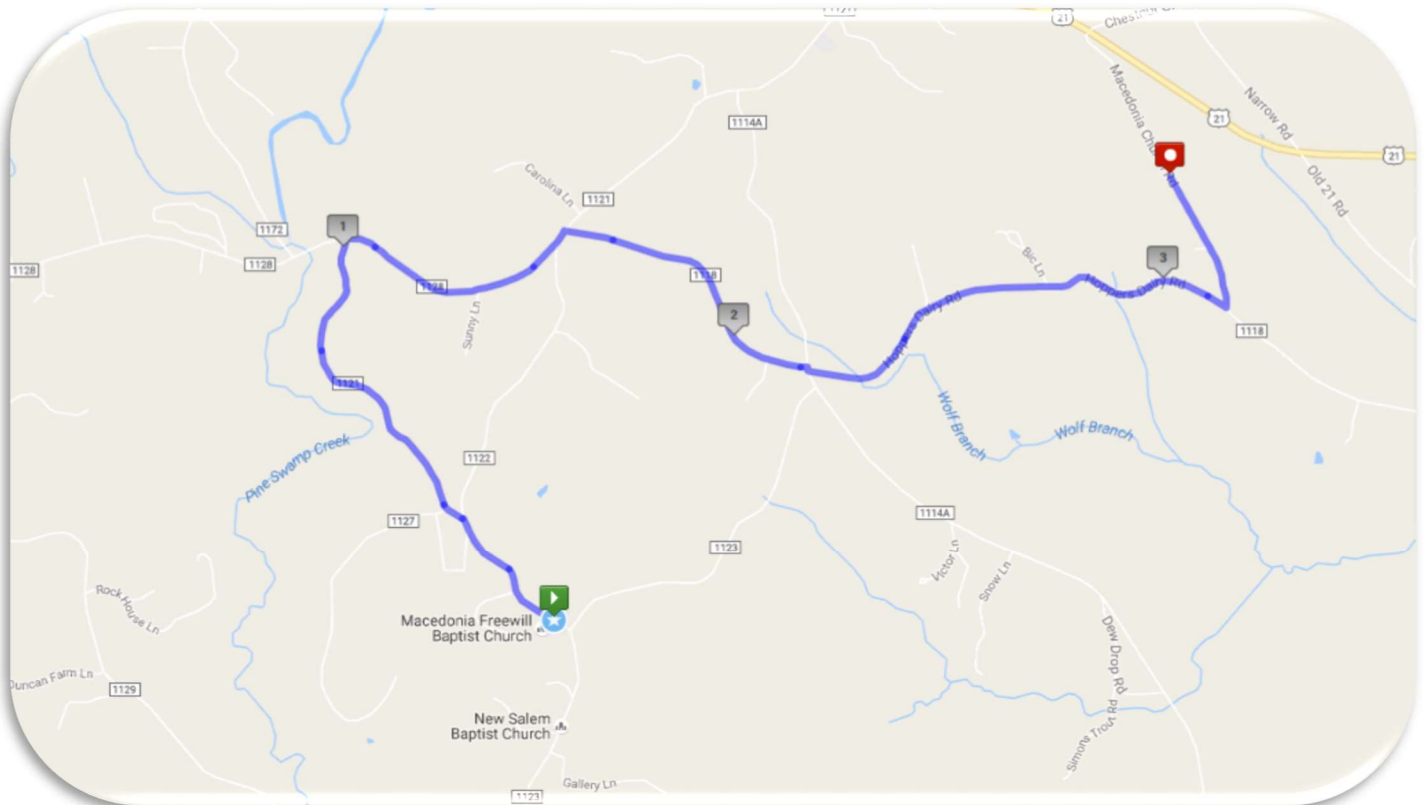 21
Chestnut Gr
Macedonia Church Rd
Narrow Rd
21
21
1114A
Old 21 Rd
Carolina Ln
1121
1172
1
1128
1128
1128
Sunny Ln
1118
2
Bic Ln
3
Hoppers Dairy Rd
Hoppers Dairy Rd
1118
1121
Pine Swamp Creek
Wolf Branch
Wolf Branch
1122
1127
1114A
1123
Victor Ln
Snow Ln
Rock House Ln
Macedonia Freewill
Baptist Church
Dew Drop Rd
Duncan Farm Ln
1129
New Salem
Baptist Church
Simons Trout Rd
Gallery Ln
1123